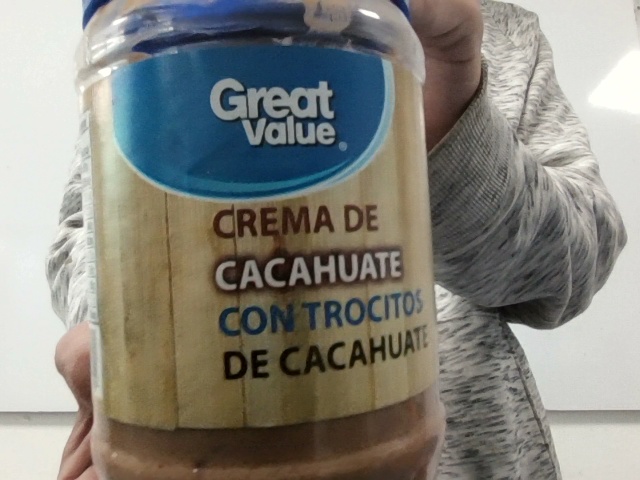 Great
Value®
CREMA DE
CACAHUATE
CON TROCITOS
DE CACAHUATE